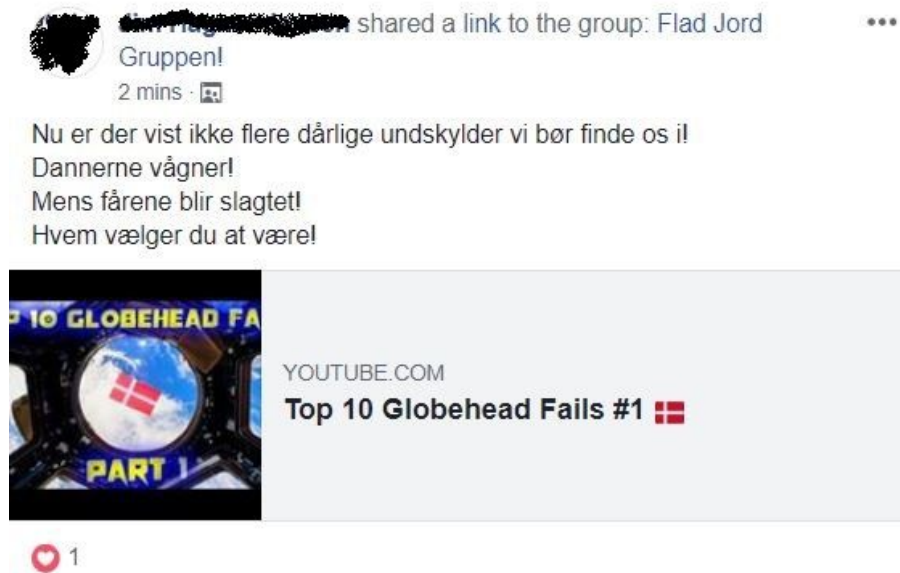 shared a link to the group: Flad Jord
Gruppen!
2 mins ·
Nu er der vist ikke flere dårlige undskylder vi bør finde os i!
Dannerne vågner!
Mens fårene blir slagtet!
Hvem vælger du at være!
10 GLOBEHEAD FA
PART 1
YOUTUBE.COM
Top 10 Globehead Fails #1
1